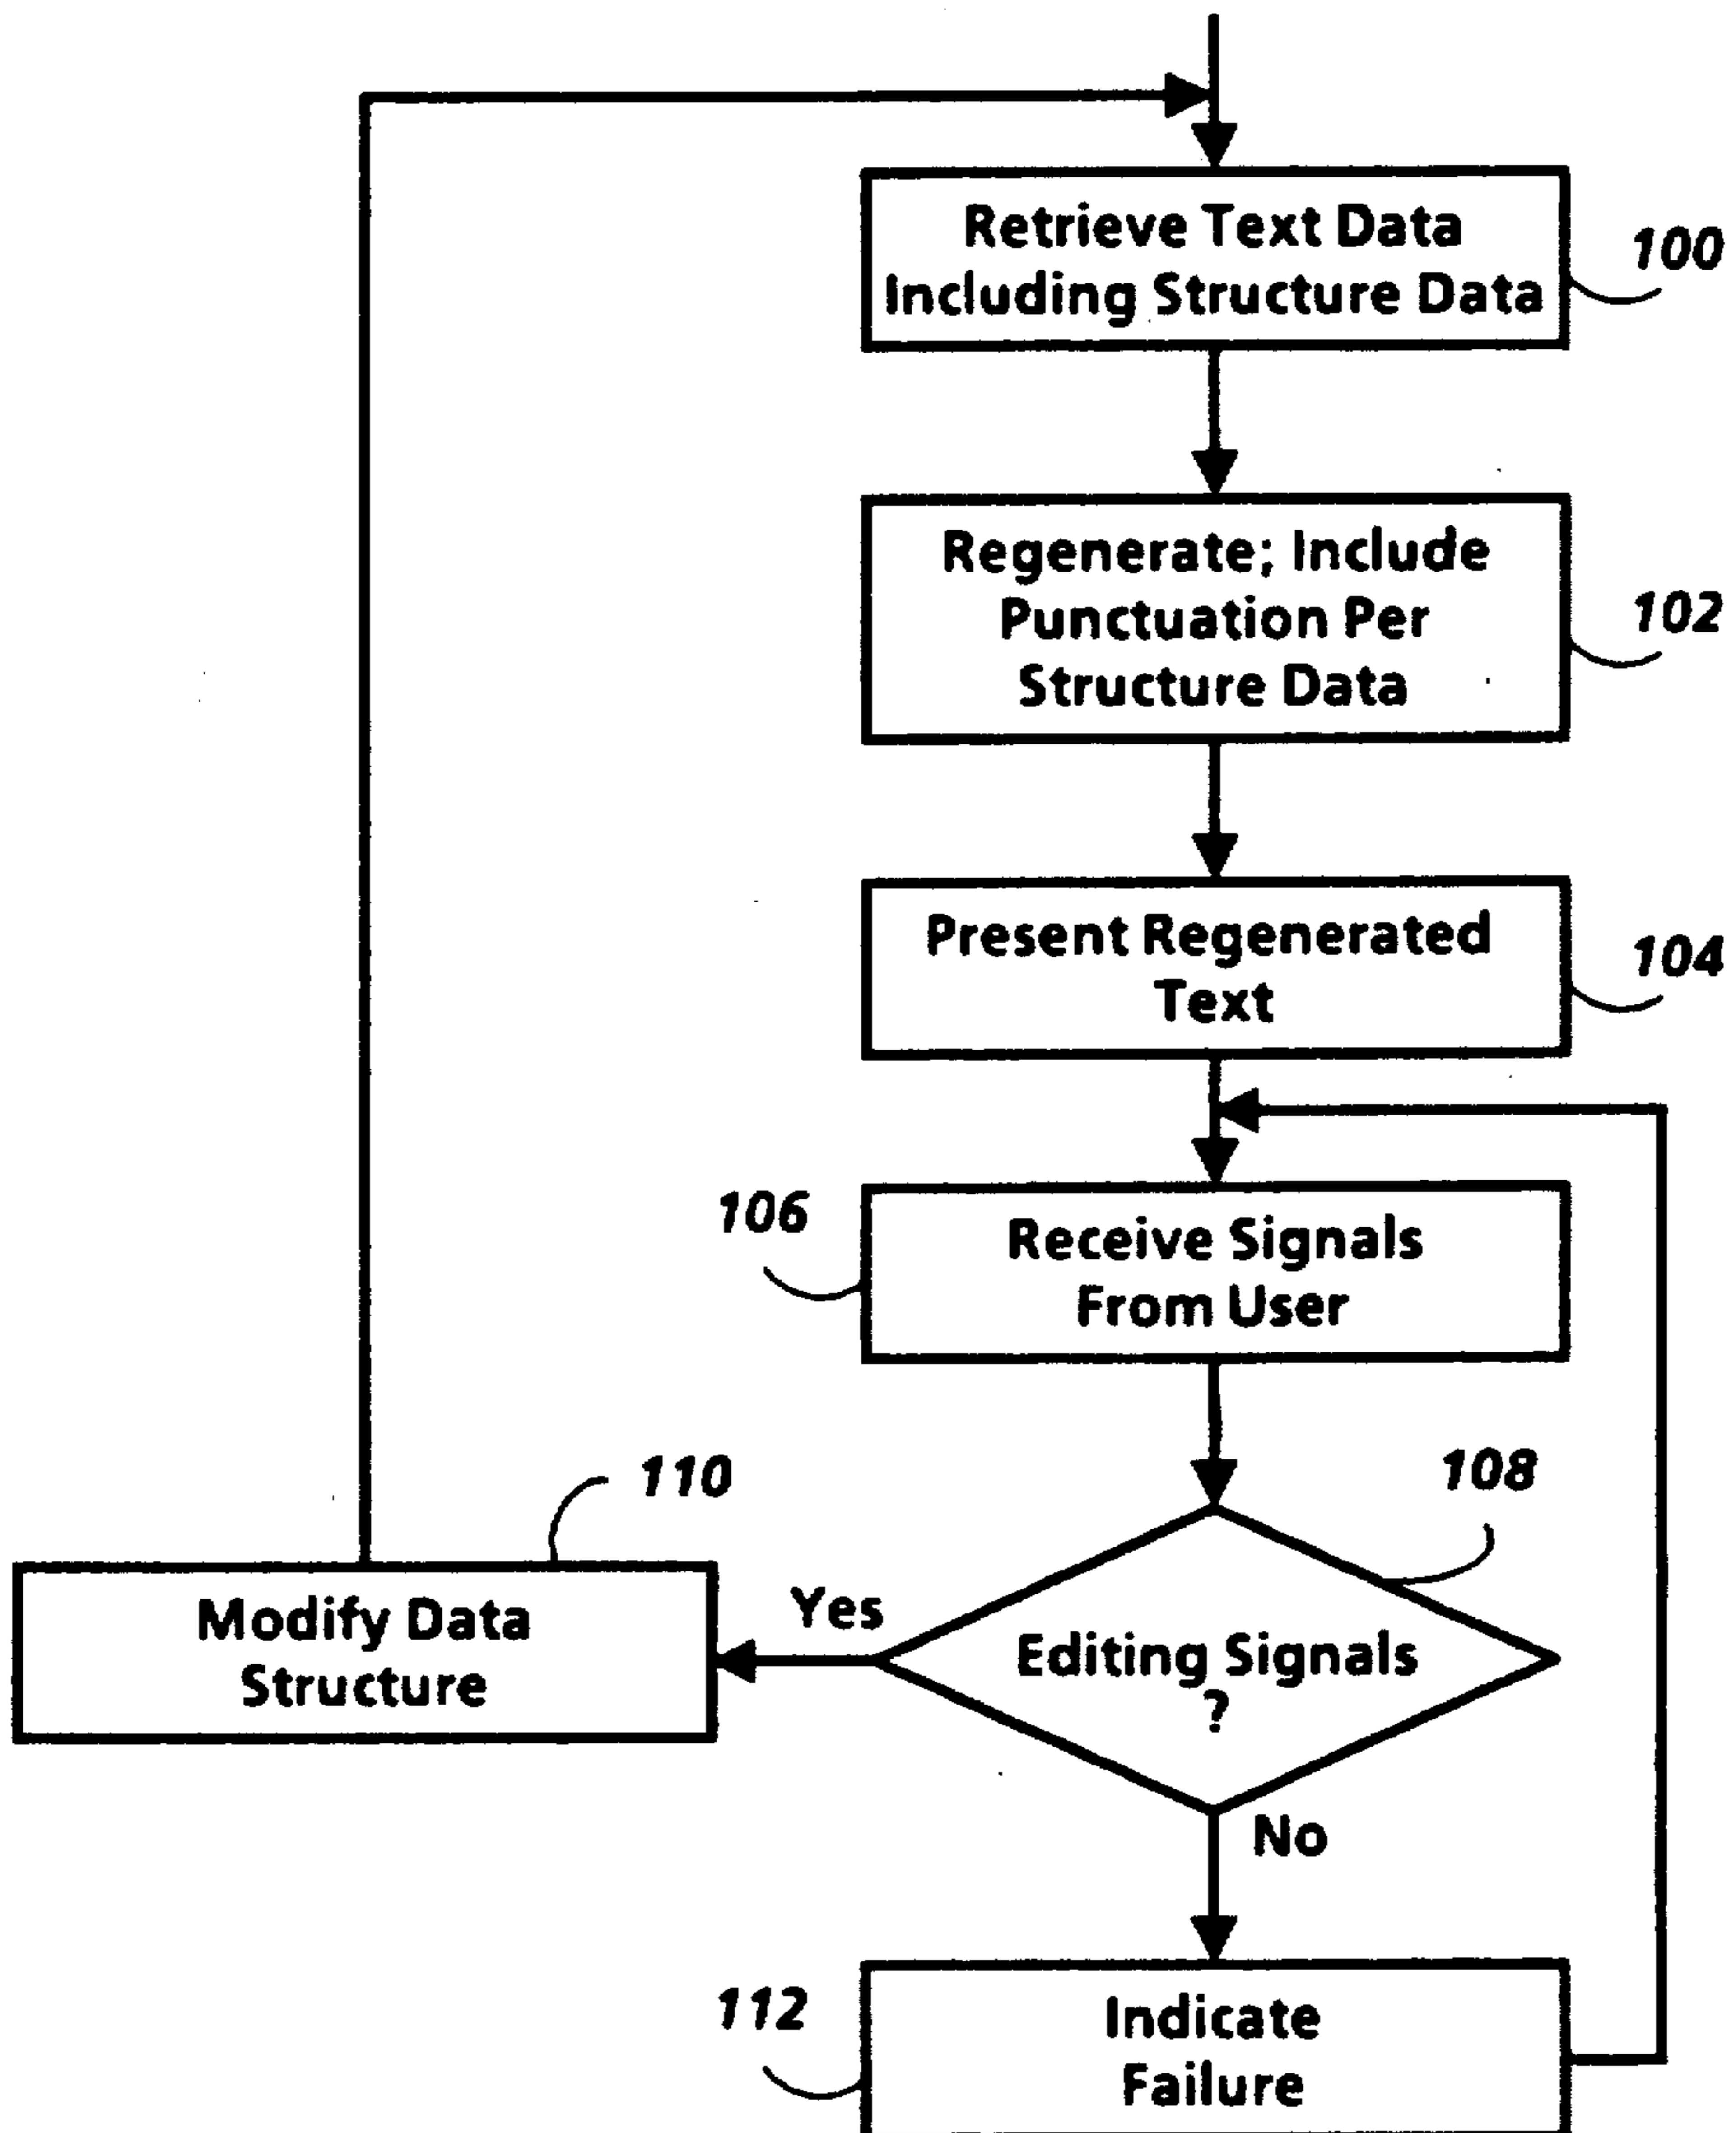 Retrieve Text Data
Including Structure Data
100
Regenerate; Include
Punctuation Per
Structure Data
102
Present Regenerated
Text
104
106
Receive Signals
From User
110
108
Modify Data
Structure
Yes
Editing Signals
?
No
112
Indicate
Failure